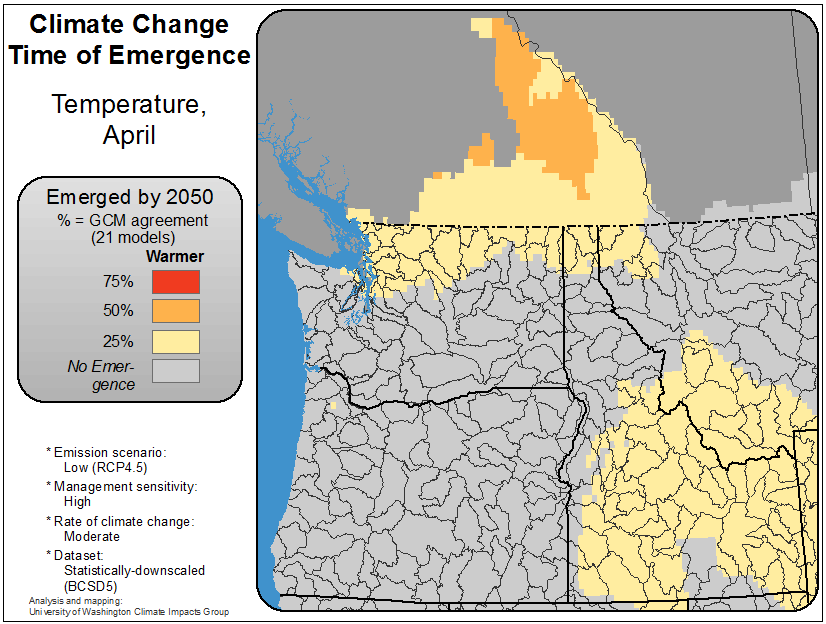 Climate Change
Time of Emergence
Temperature,
April
Emerged by 2050
% = GCM agreement
(21 models)
Warmer
75%
50%
25%
No Emer-
gence
* Emission scenario:
Low (RCP4.5)
* Management sensitivity:
High
* Rate of climate change:
Moderate
* Dataset:
Statistically-downscaled
(BCSD5)
Analysis and mapping:
University of Washington Climate Impacts Group